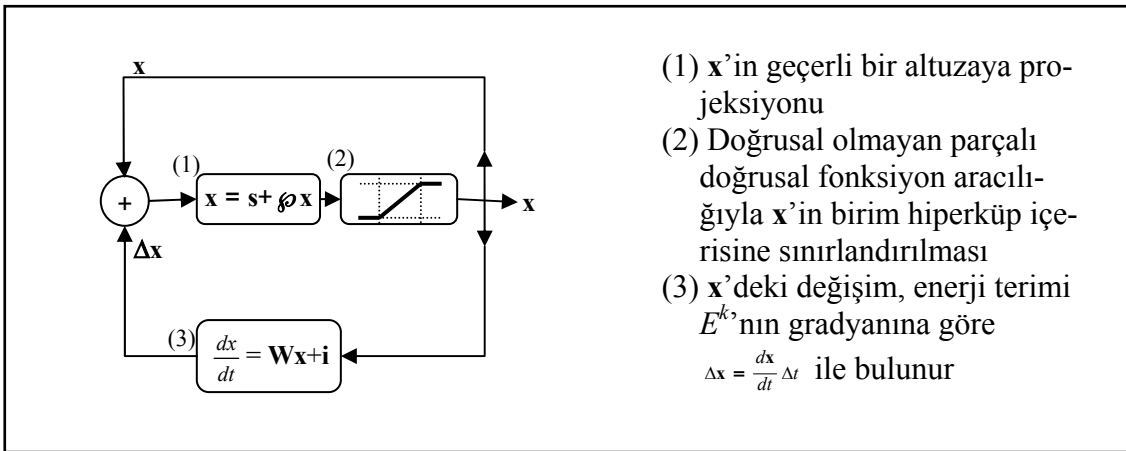 x
(1)
(2)
+
x = s+ ℘ x
x
Δx
(3)
dx/dt = Wx+i
(1) x’in geçerli bir altuzaya pro-
jeksiyonu
(2) Doğrusal olmayan parçalı
doğrusal fonksiyon aracılı-
ğıyla x’in birim hiperküp içe-
risine sınırlandırılması
(3) x’deki değişim, enerji terimi
E^k’nın gradyanına göre
Δx = dx/dt Δt ile bulunur